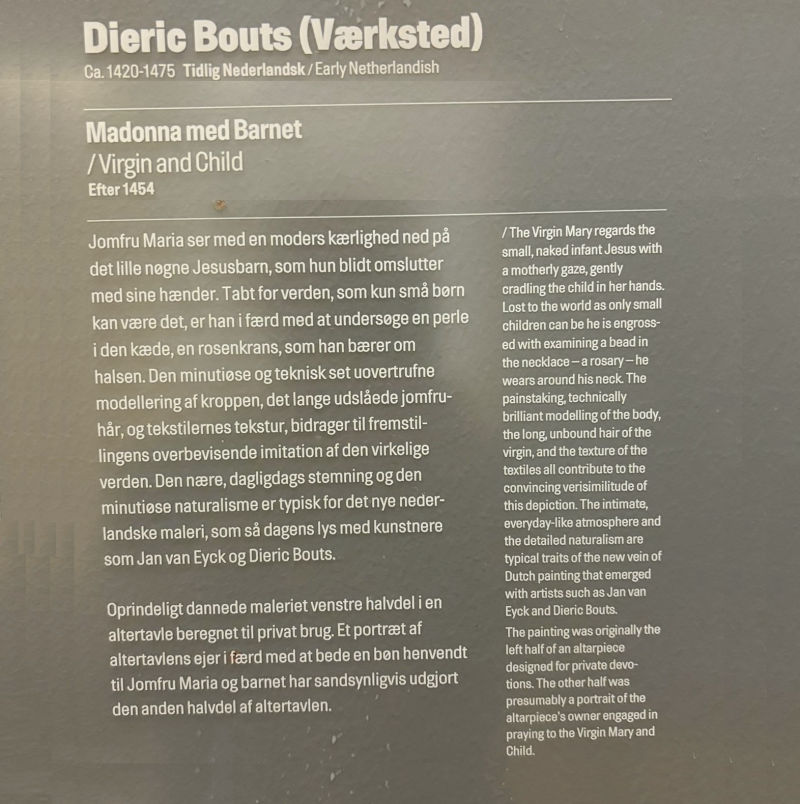 Dieric Bouts (Værksted)
Ca. 1420-1475 Tidlig Nederlandsk / Early Netherlandish
Madonna med Barnet
/ Virgin and Child
Efter 1454
Jomfru Maria ser med en moders kærlighed ned på
det lille nøgne Jesusbarn, som hun blidt omslutter
med sine hænder. Tabt for verden, som kun små børn
kan være det, er han i færd med at undersøge en perle
i den kæde, en rosenkrans, som han bærer om
halsen. Den minutiøse og teknisk set uovertrufne
modellering af kroppen, det lange udslåede jomfru-
hår, og tekstilernes tekstur, bidrager til fremstil-
lingens overbevisende imitation af den virkelige
verden. Den nære, dagligdags stemning og den
minutiøse naturalisme er typisk for det nye neder-
landske maleri, som så dagens lys med kunstnere
som Jan van Eyck og Dieric Bouts.
Oprindeligt dannede maleriet venstre halvdel i en
altertavle beregnet til privat brug. Et portræt af
altertavlens ejer i færd med at bede en bøn henvendt
til Jomfru Maria og barnet har sandsynligvis udgjort
den anden halvdel af altertavlen.
/ The Virgin Mary regards the
small, naked infant Jesus with
a motherly gaze, gently
cradling the child in her hands.
Lost to the world as only small
children can be he is engross-
ed with examining a bead in
the necklace – a rosary – he
wears around his neck. The
painstaking, technically
brilliant modelling of the body,
the long, unbound hair of the
virgin, and the texture of the
textiles all contribute to the
convincing verisimilitude of
this depiction. The intimate,
everyday-like atmosphere and
the detailed naturalism are
typical traits of the new vein of
Dutch painting that emerged
with artists such as Jan van
Eyck and Dieric Bouts.
The painting was originally the
left half of an altarpiece
designed for private devo-
tions. The other half was
presumably a portrait of the
altarpiece's owner engaged in
praying to the Virgin Mary and
Child.